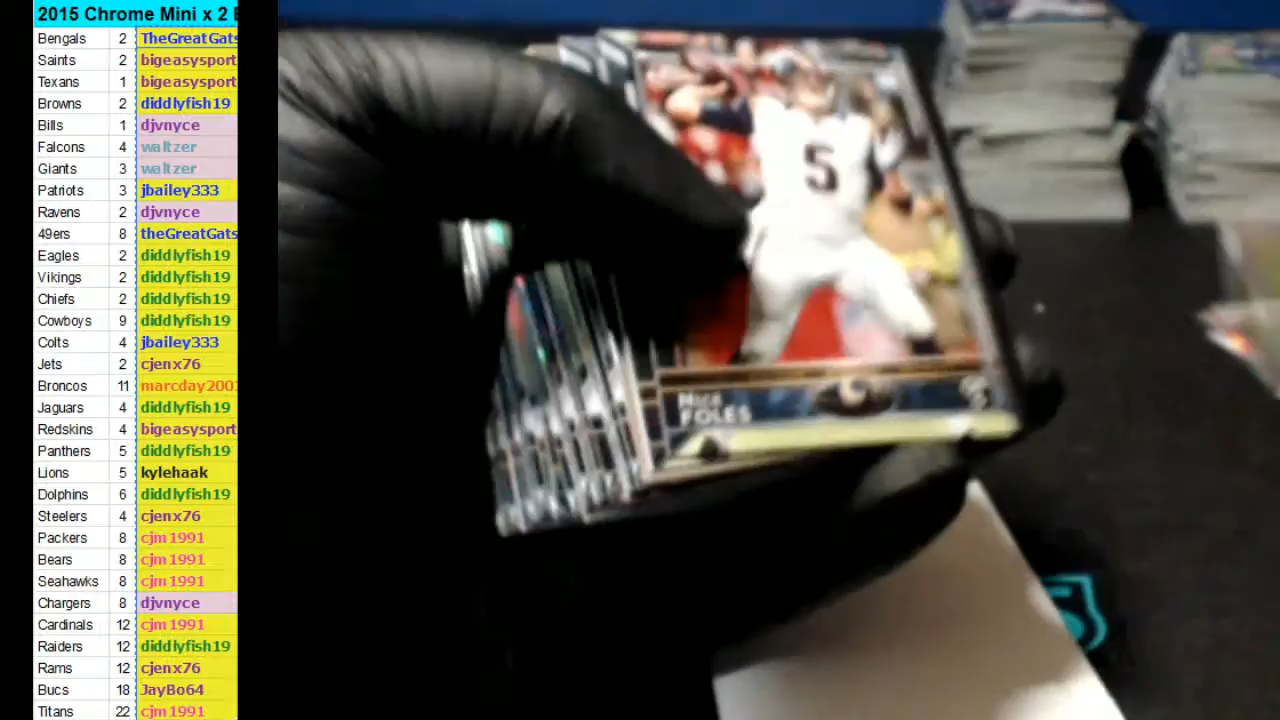 2015 Chrome Mini x 2
Bengals 2 TheGreatGats
Saints 2 bigeasysport
Texans 1 bigeasysport
Browns 2 diddlyfish19
Bills 1 djvnyce
Falcons 4 waltzer
Giants 3 waltzer
Patriots 3 jbailey333
Ravens 2 djvnyce
49ers 8 theGreatGats
Eagles 2 diddlyfish19
Vikings 2 diddlyfish19
Chiefs 2 diddlyfish19
Cowboys 9 diddlyfish19
Colts 4 jbailey333
Jets 2 cjenx76
Broncos 11 marcday200
Jaguars 4 diddlyfish19
Redskins 4 bigeasysport
Panthers 5 diddlyfish19
Lions 5 kylehaak
Dolphins 6 diddlyfish19
Steelers 4 cjenx76
Packers 8 cjm1991
Bears 8 cjm1991
Seahawks 8 cjm1991
Chargers 8 djvnyce
Cardinals 12 cjm1991
Raiders 12 diddlyfish19
Rams 12 cjenx76
Bucs 18 JayBo64
Titans 22 cjm1991
5
Nick
FOLES